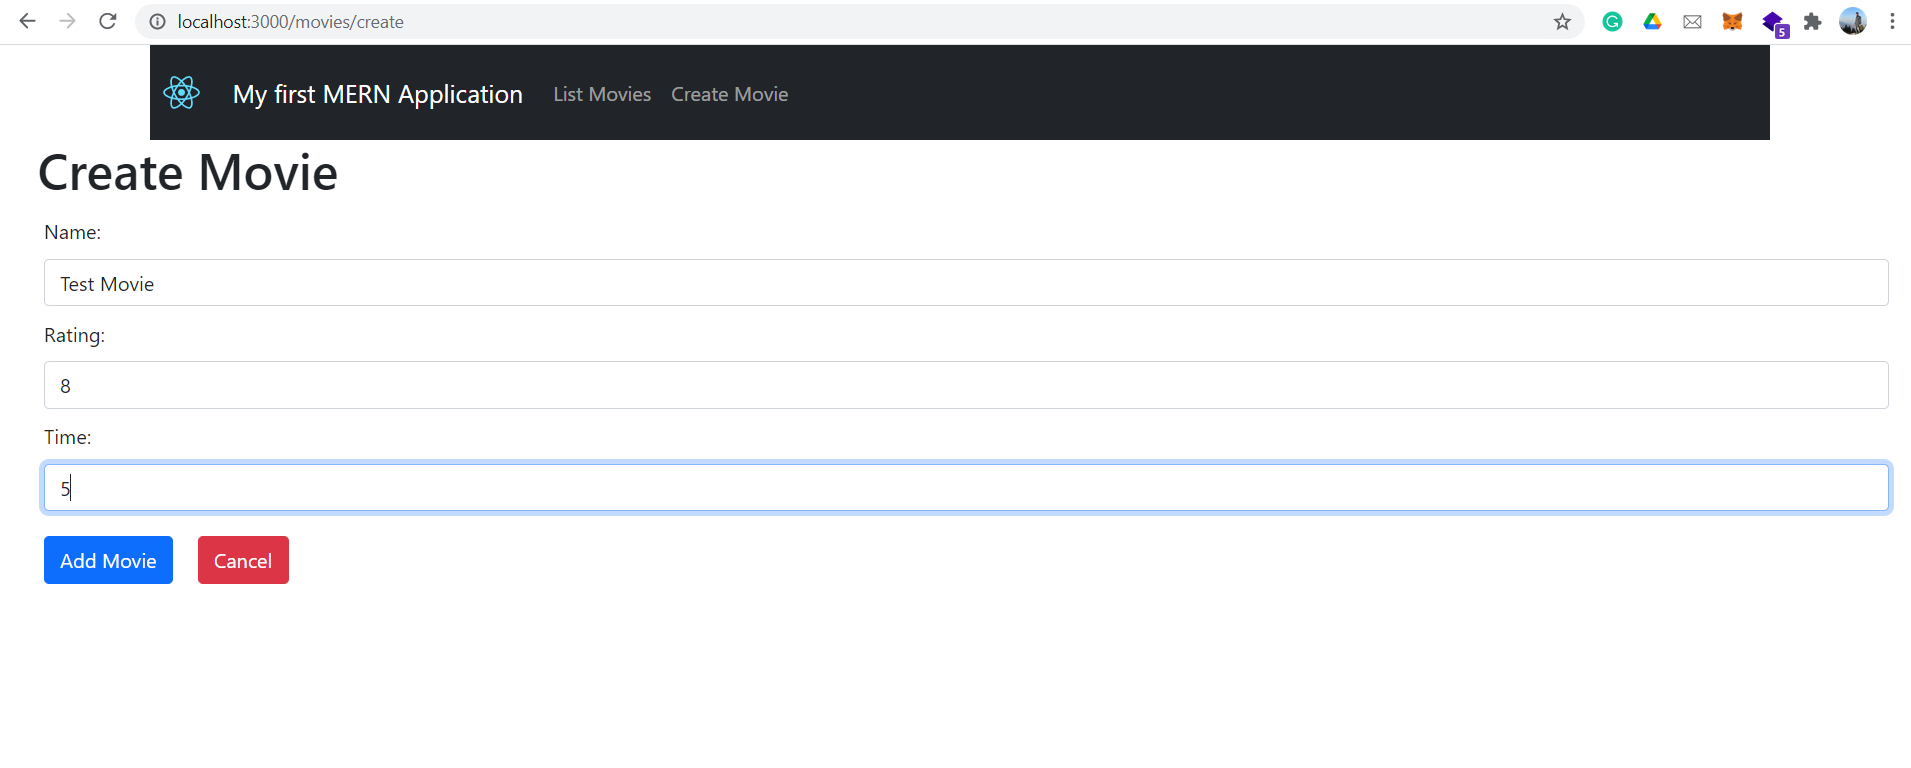 localhost:3000/movies/create
5
My first MERN Application List Movies Create Movie
Create Movie
Name:
Test Movie
Rating:
8
Time:
5
Add Movie Cancel